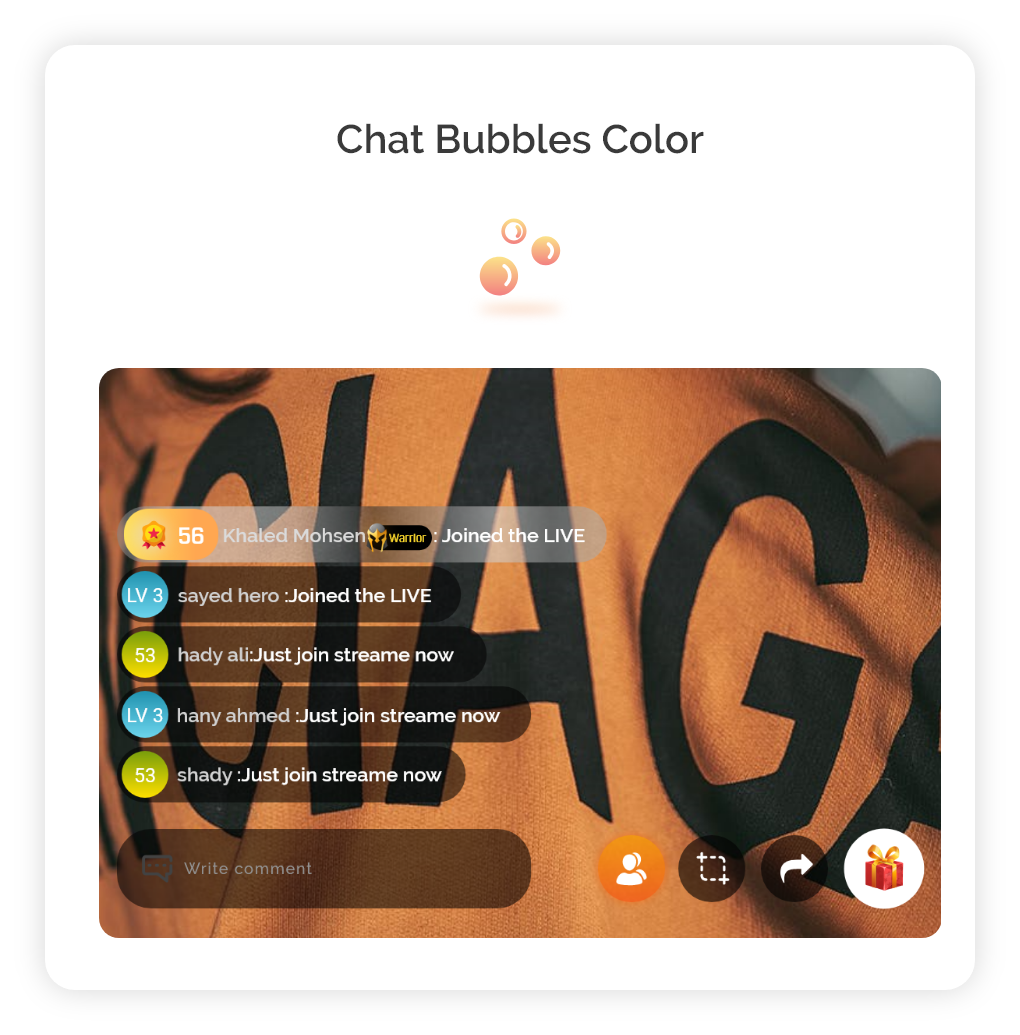 Chat Bubbles Color
CIAGA
56 Khaled Mohsen Warrior : Joined the LIVE
LV 3 sayed hero :Joined the LIVE
53 hady ali:Just join streame now
LV 3 hany ahmed :Just join streame now
53 shady :Just join streame now
Write comment